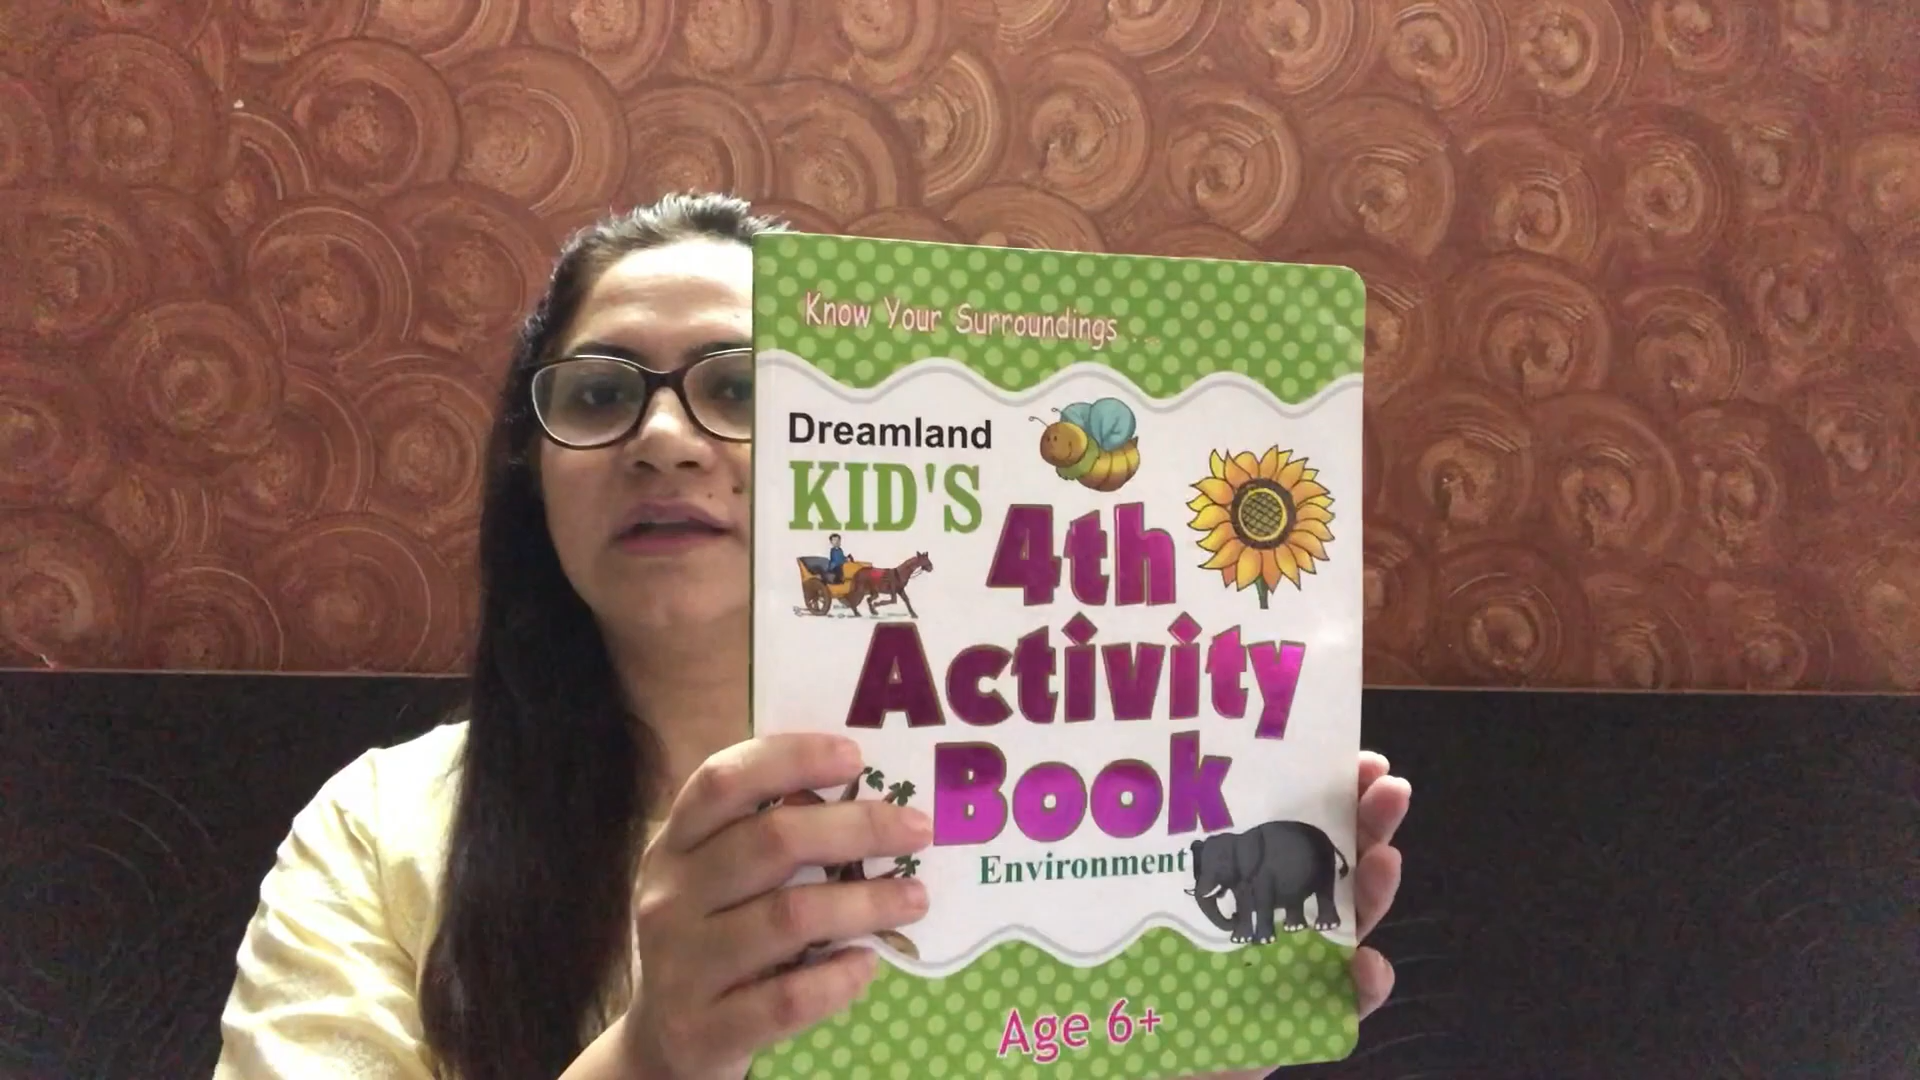 Know Your Surroundings...
Dreamland
KID'S
4th
Activity
Book
Environment
Age 6+